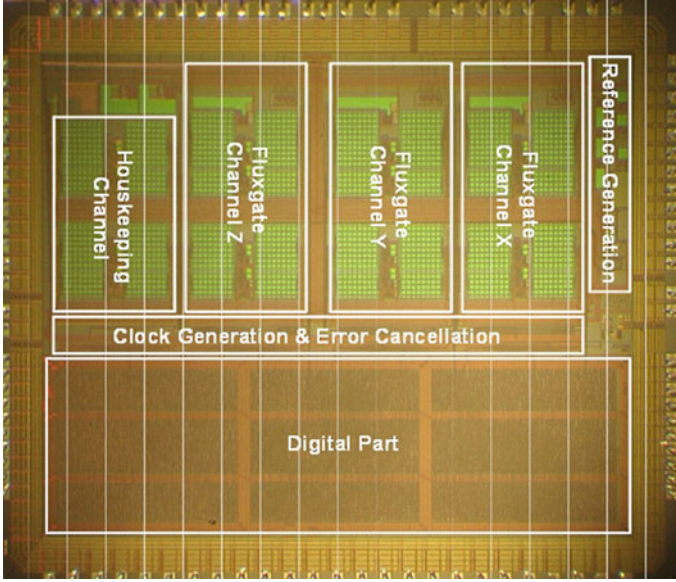 Houskeeping
Channel
Fluxgate
Channel Z
Fluxgate
Channel Y
Fluxgate
Channel X
Reference Generation
Clock Generation & Error Cancellation
Digital Part